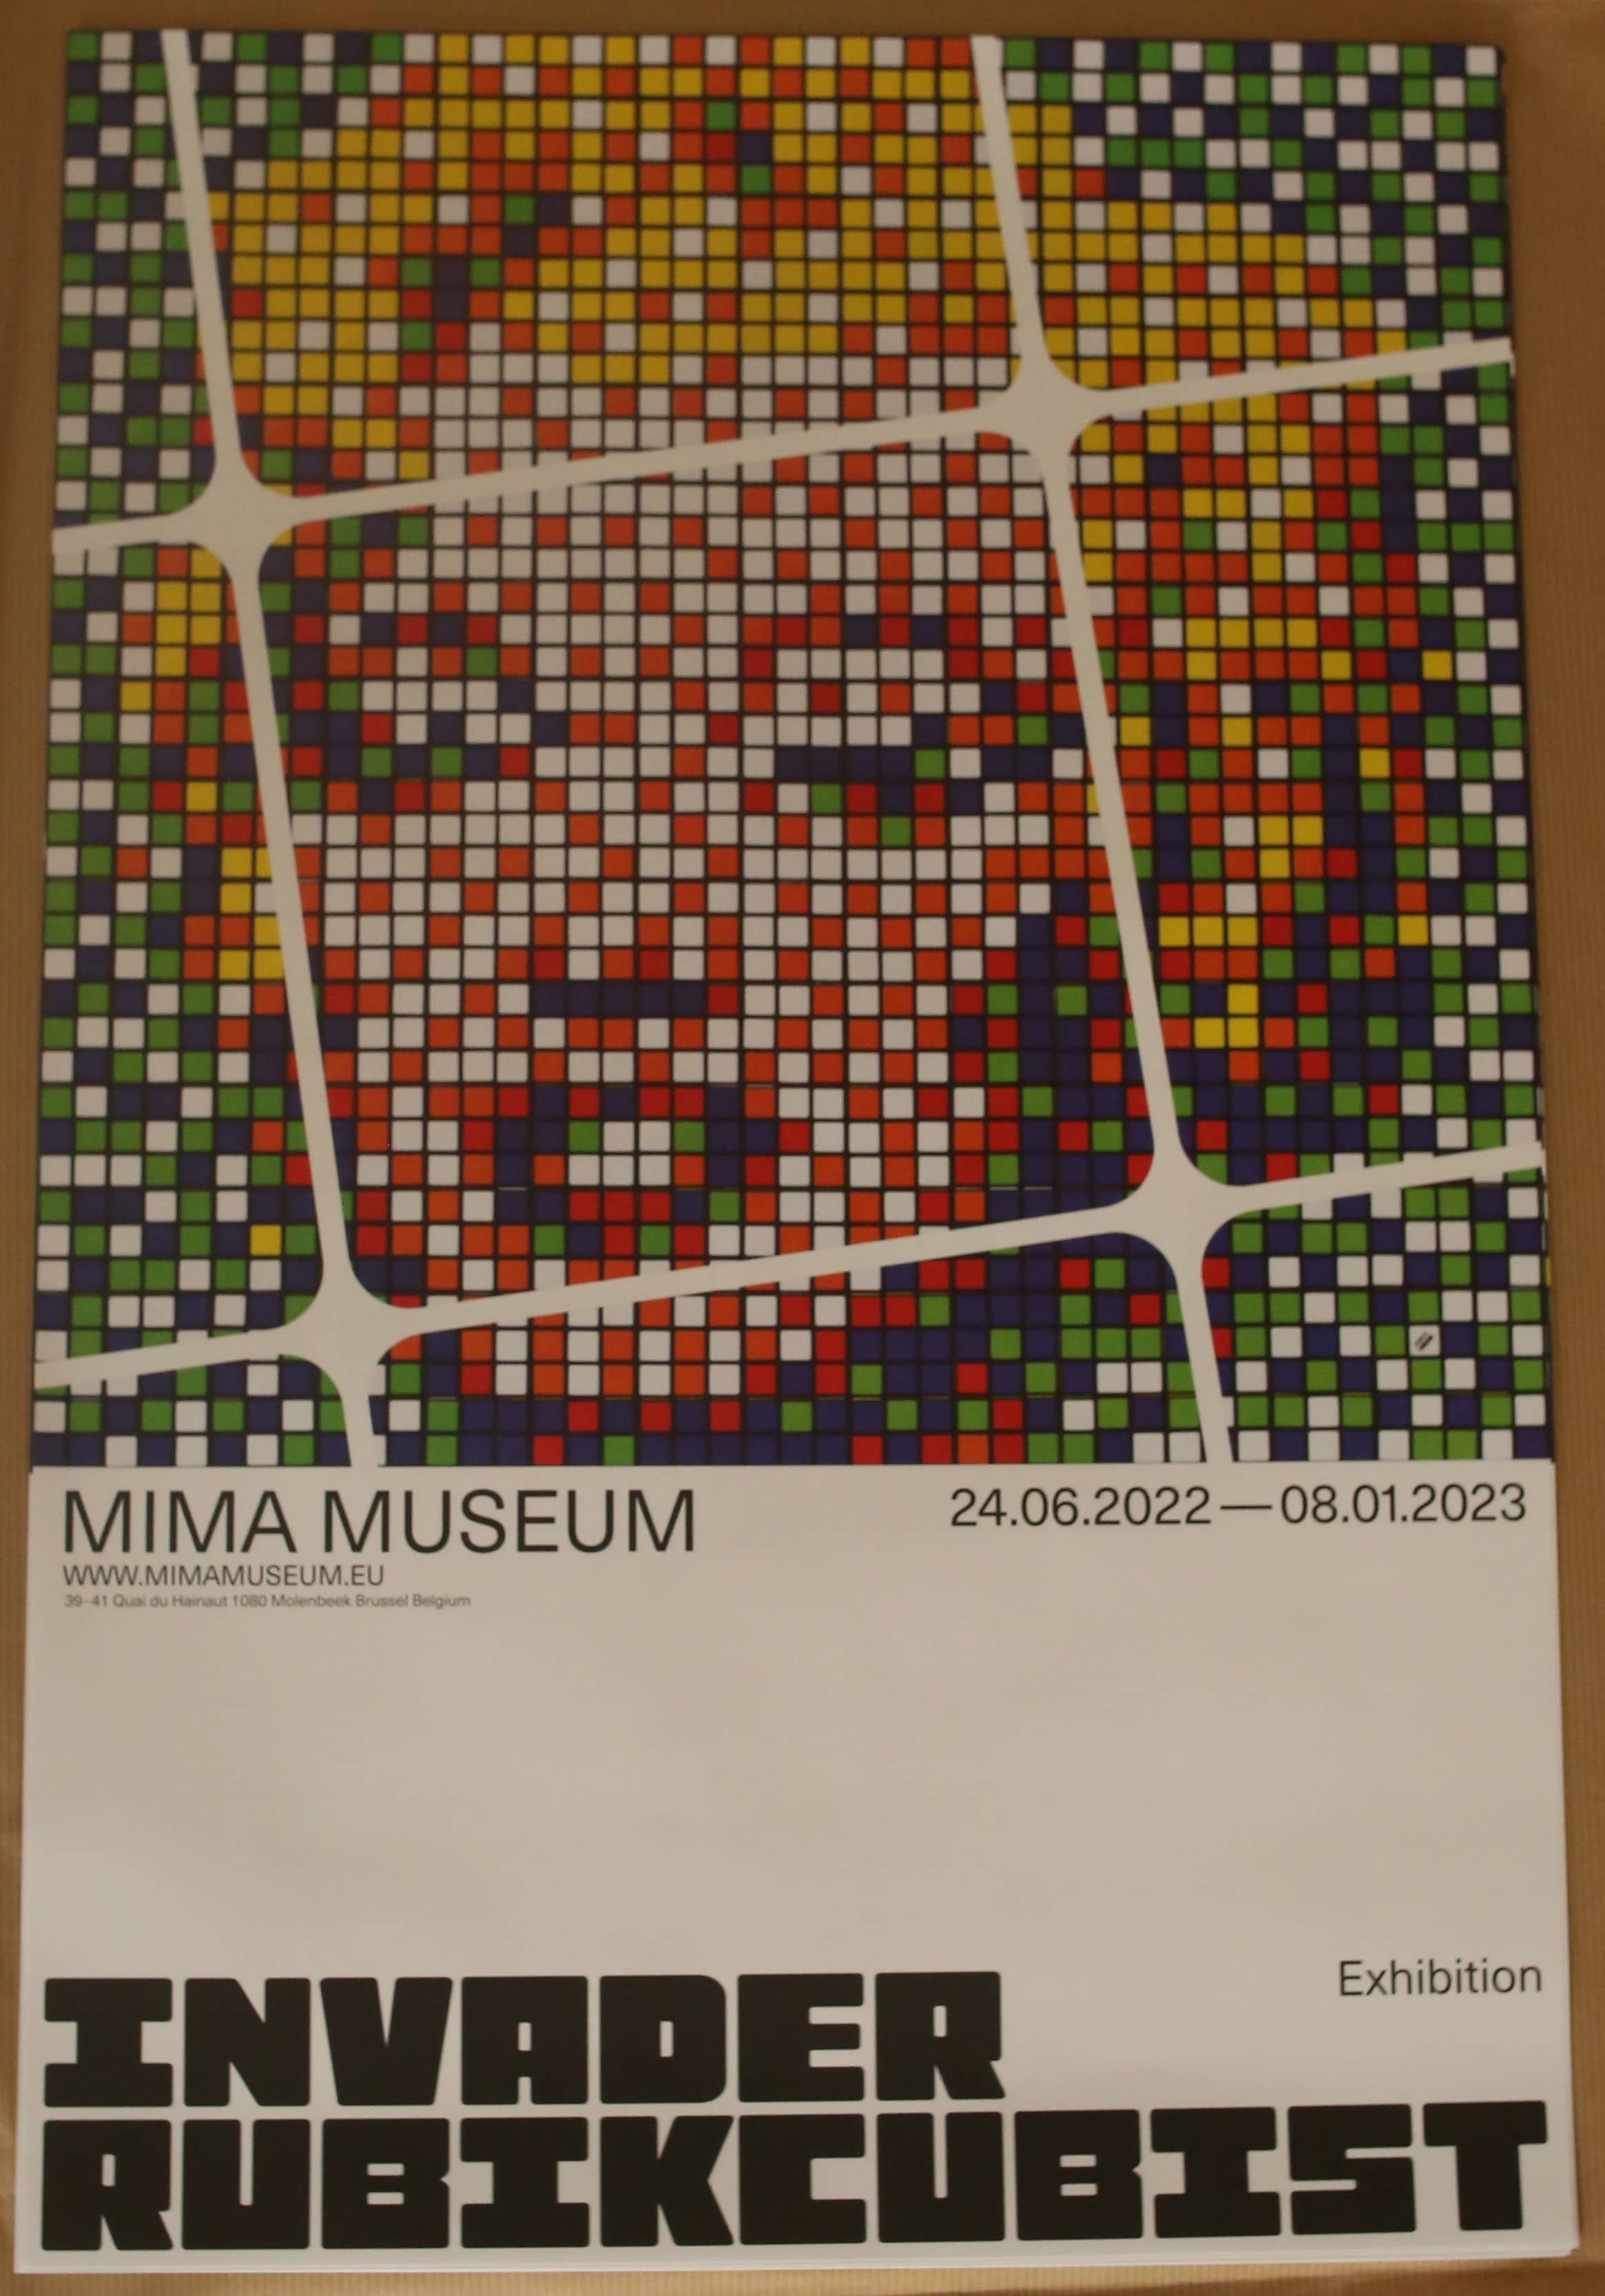 MIMA MUSEUM
24.06.2022—08.01.2023
WWW.MIMAMUSEUM.EU
39-41 Quai du Hainaut 1080 Molenbeek Brussel Belgium
Exhibition
INVADER
RUBIKCUBIST